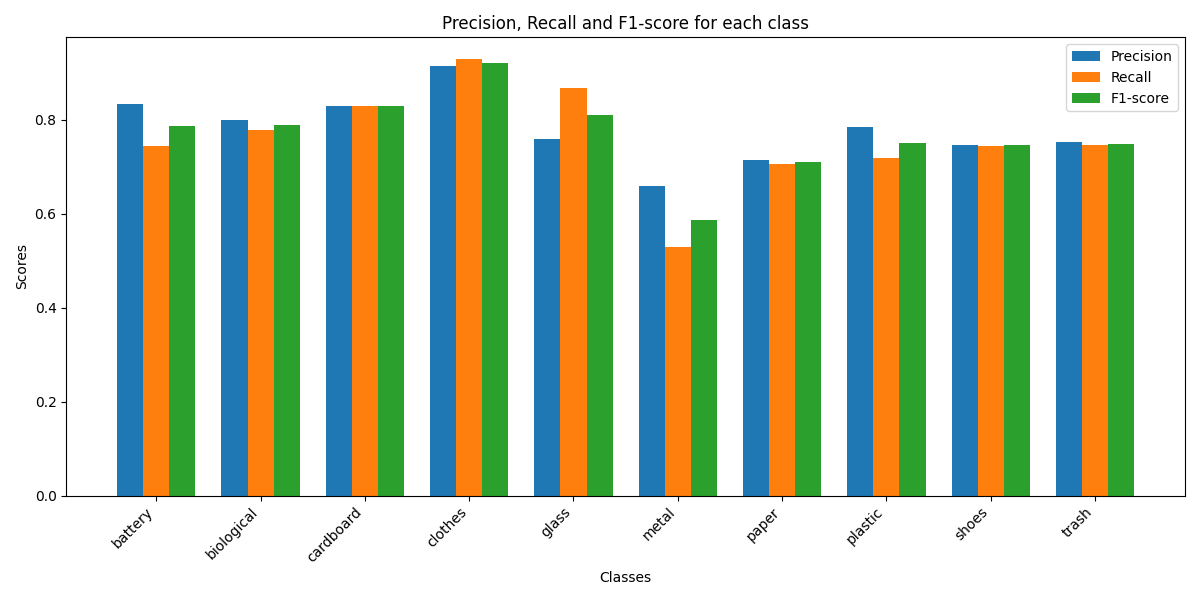 Precision, Recall and F1-score for each class
Precision
Recall
F1-score
Scores
0.8
0.6
0.4
0.2
0.0
battery
biological
cardboard
clothes
glass
metal
paper
plastic
shoes
trash
Classes